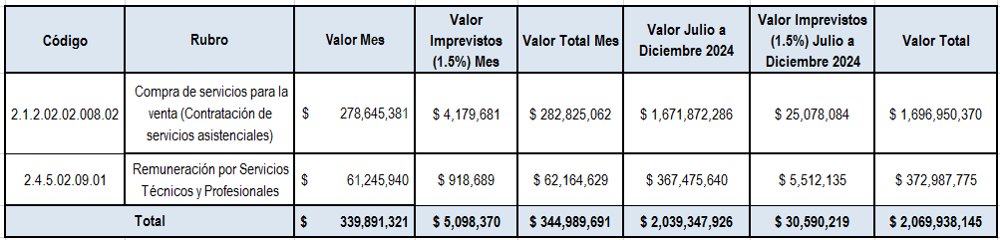 Código Rubro Valor Mes Valor Imprevistos (1.5%) Mes Valor Total Mes Valor Julio a Diciembre 2024 Valor Imprevistos (1.5%) Julio a Diciembre 2024 Valor Total
2.1.2.02.02.008.02 Compra de servicios para la venta (Contratación de servicios asistenciales) $ 278,645,381 $ 4,179,681 $ 282,825,062 $ 1,671,872,286 $ 25,078,084 $ 1,696,950,370
2.4.5.02.09.01 Remuneración por Servicios Técnicos y Profesionales $ 61,245,940 $ 918,689 $ 62,164,629 $ 367,475,640 $ 5,512,135 $ 372,987,775
Total $ 339,891,321 $ 5,098,370 $ 344,989,691 $ 2,039,347,926 $ 30,590,219 $ 2,069,938,145